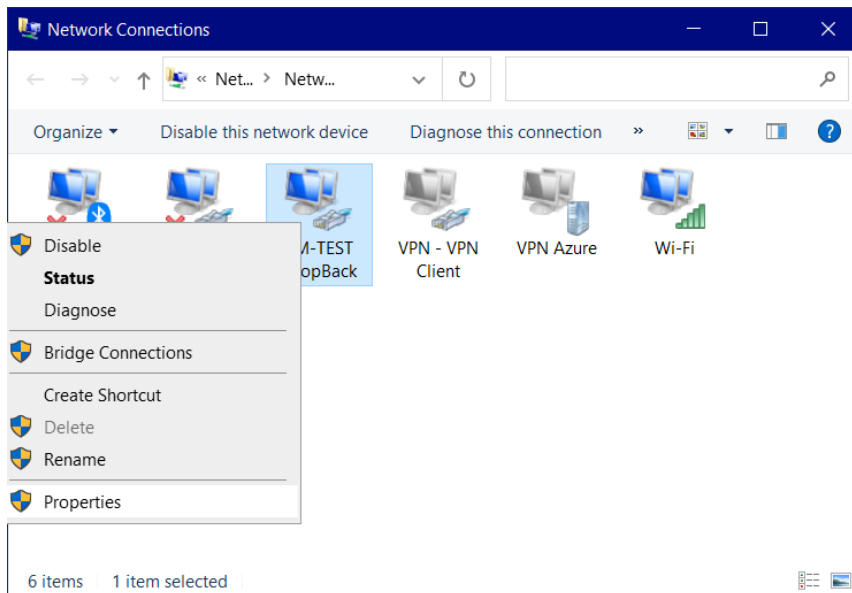 Network Connections
« Net... > Netw...
Organize Disable this network device Diagnose this connection »
M-TEST VPN - VPN VPN Azure Wi-Fi
opBack Client
Disable
Status
Diagnose
Bridge Connections
Create Shortcut
Delete
Rename
Properties
6 items 1 item selected